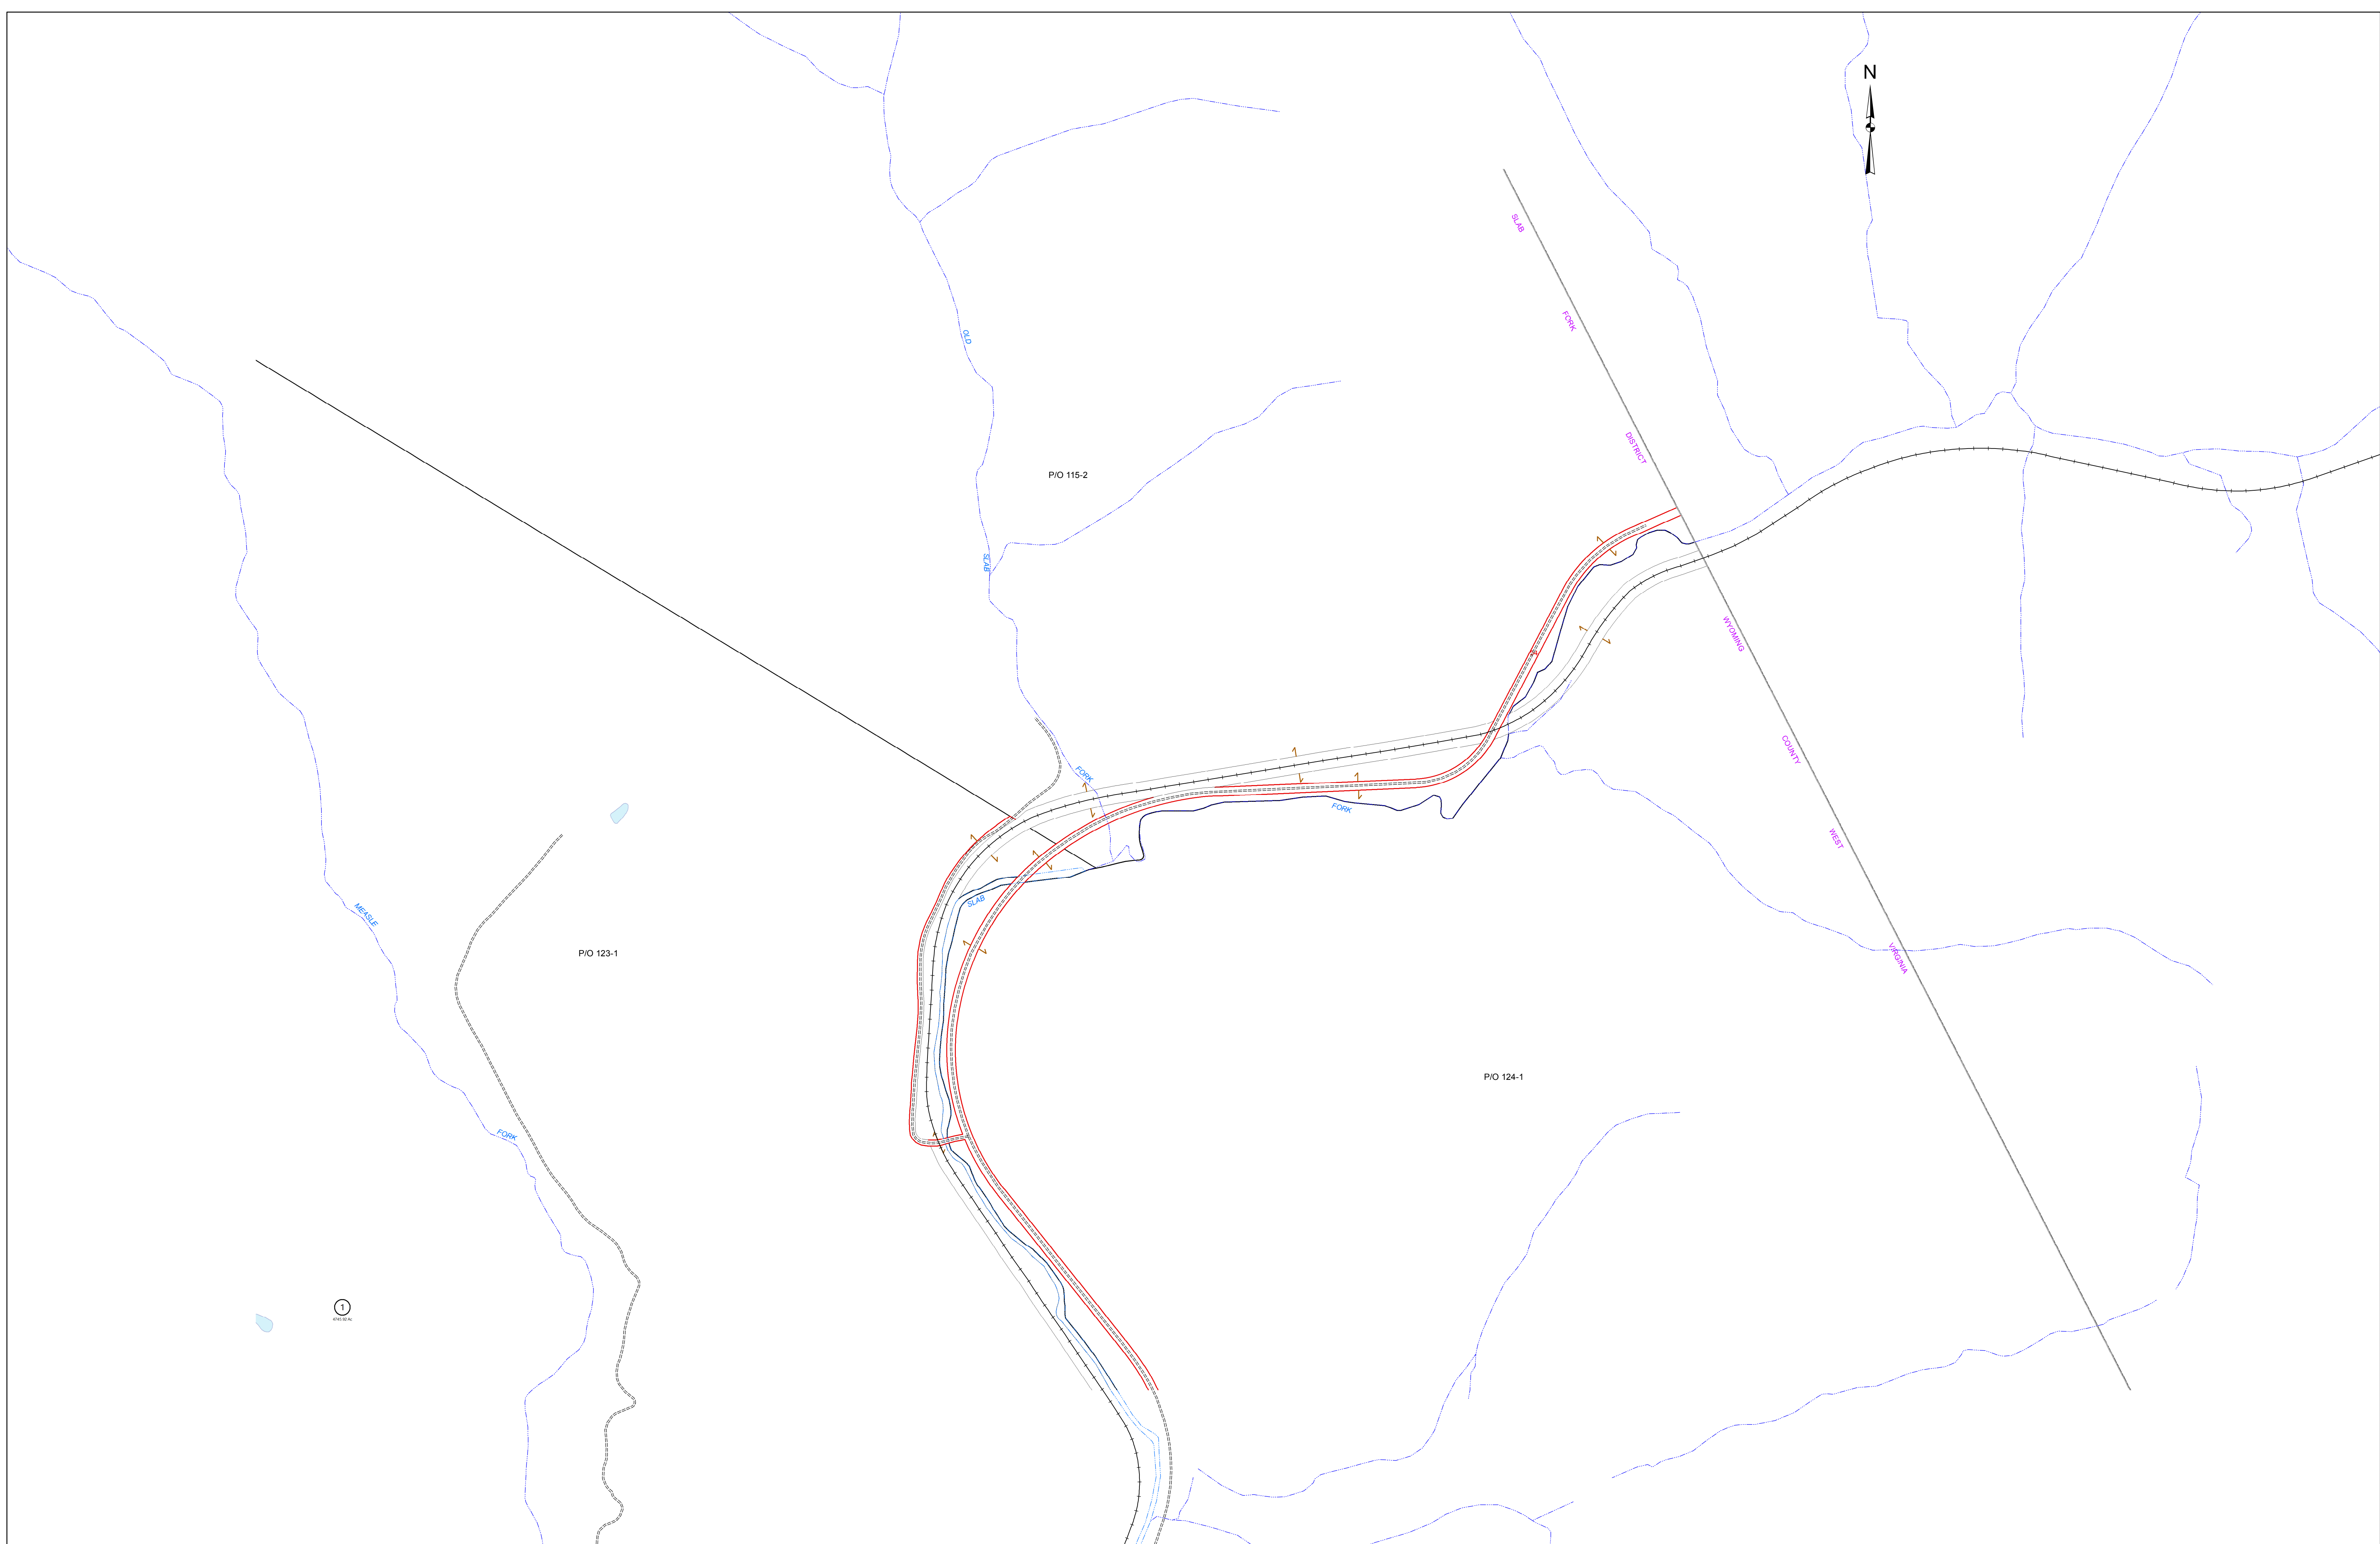 N
SLAB
FORK
DISTRICT
WYOMING
COUNTY
WEST
VIRGINIA
OLD
SLAB
FORK
P/O 115-2
FORK
SLAB
MEASLE
FORK
P/O 123-1
P/O 124-1
1